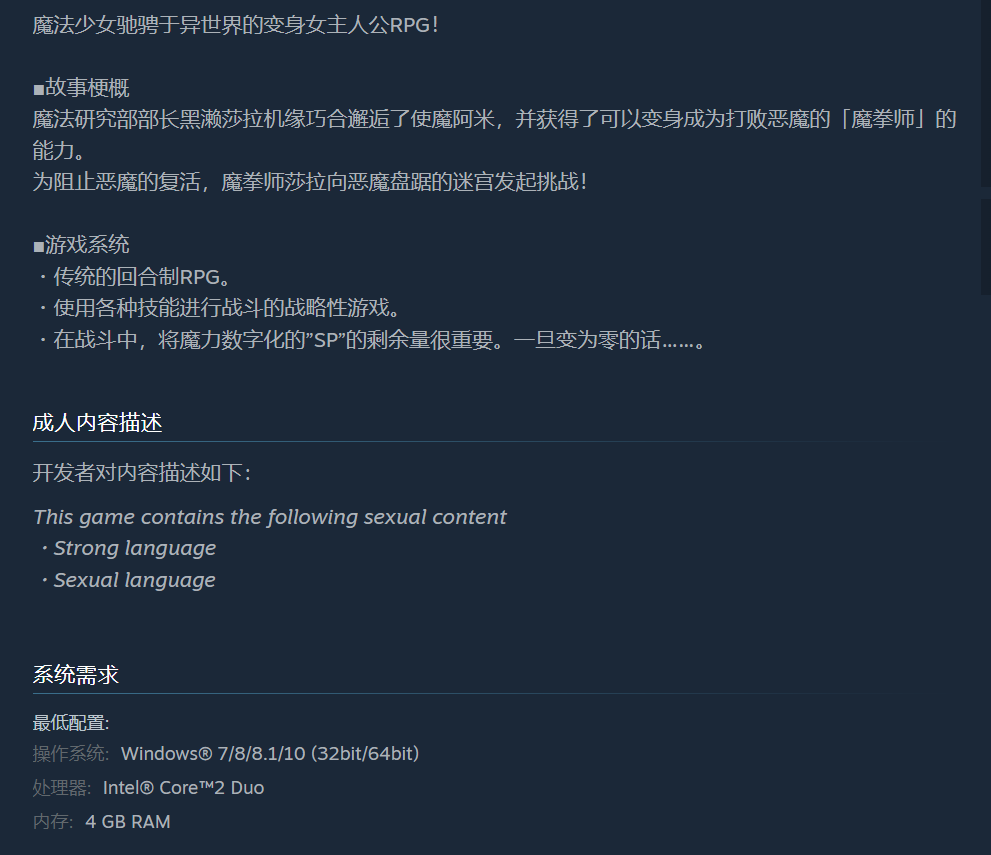 魔法少女驰骋于异世界的变身女主人公RPG！
■故事梗概
魔法研究部部长黑濑莎拉机缘巧合邂逅了使魔阿米，并获得了可以变身成为打败恶魔的「魔拳师」的
能力。
为阻止恶魔的复活，魔拳师莎拉向恶魔盘踞的迷宫发起挑战！
■游戏系统
・传统的回合制RPG。
・使用各种技能进行战斗的战略性游戏。
・在战斗中，将魔力数字化的”SP”的剩余量很重要。一旦变为零的话……。
成人内容描述
开发者对内容描述如下：
This game contains the following sexual content
・Strong language
・Sexual language
系统需求
最低配置:
操作系统: Windows® 7/8/8.1/10 (32bit/64bit)
处理器: Intel® Core™2 Duo
内存: 4 GB RAM